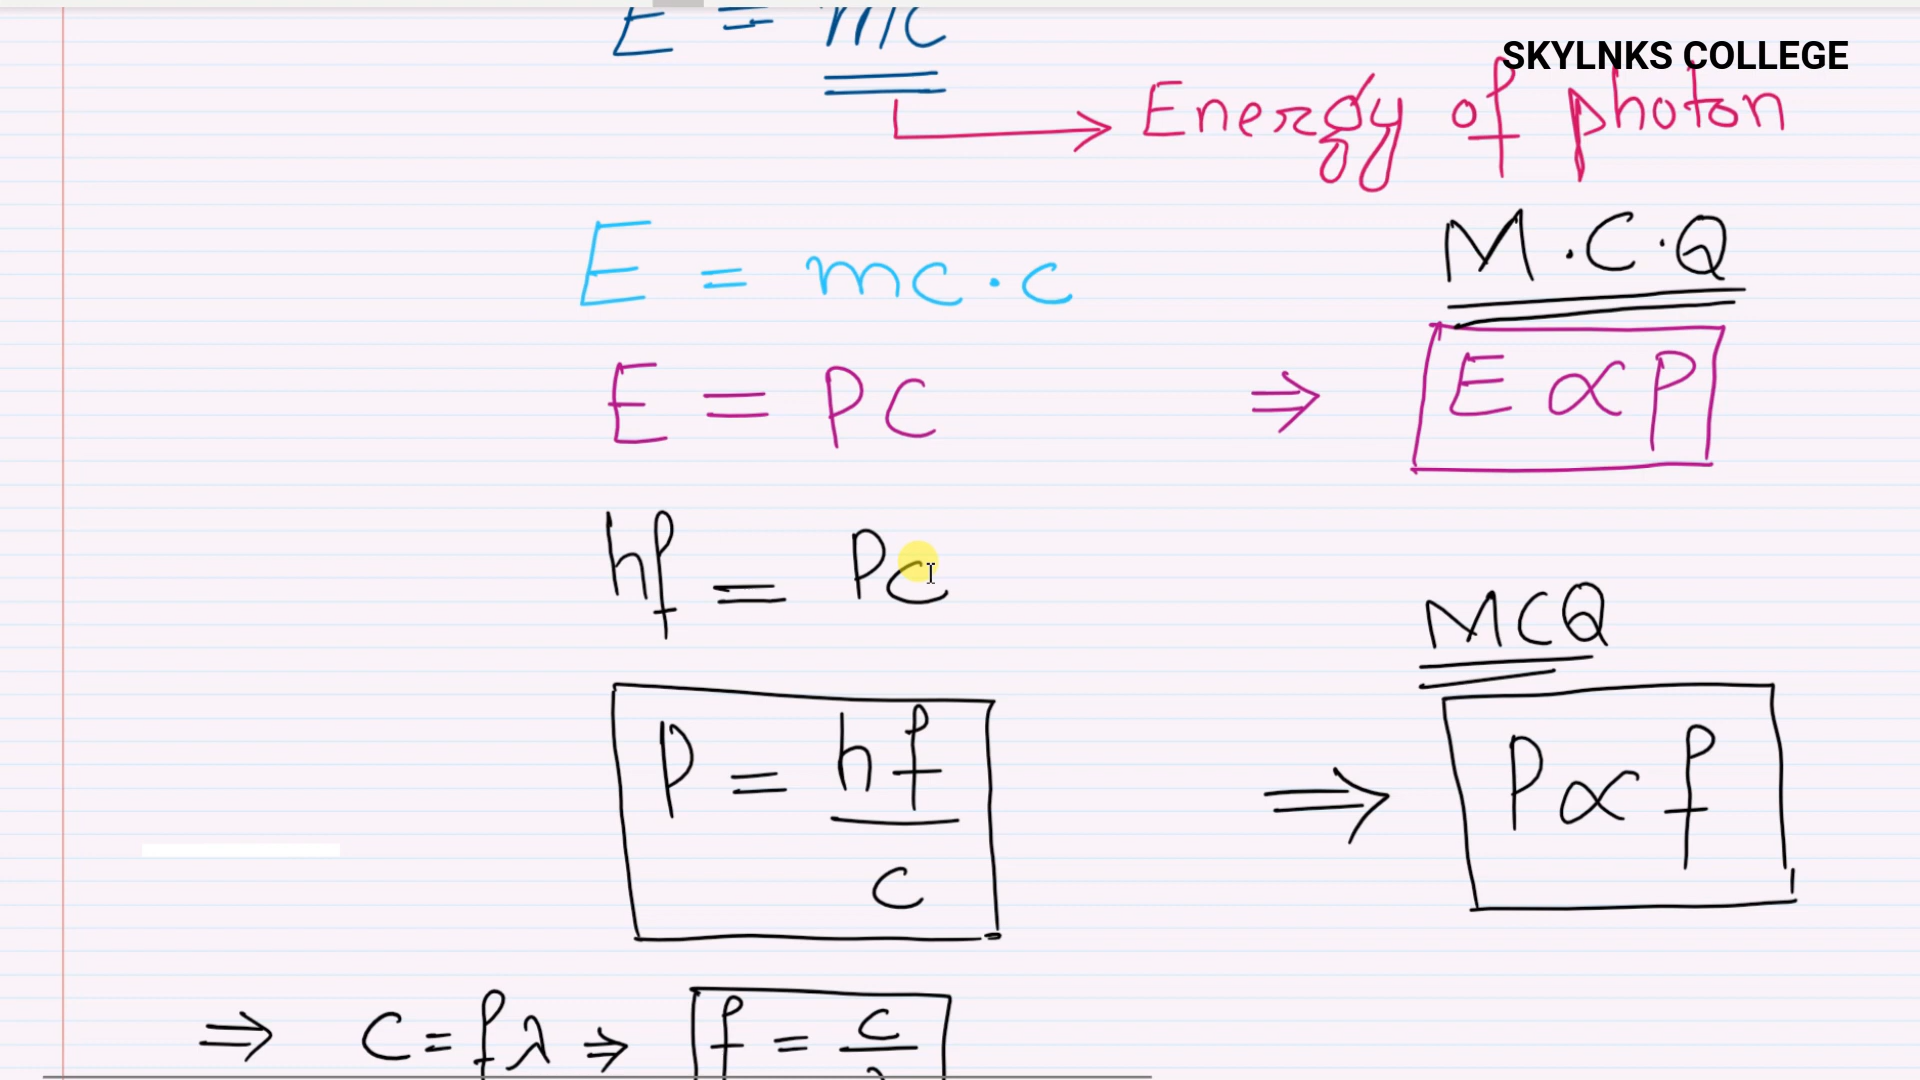 E = mc
SKYLNKS COLLEGE
Energy of photon
E = mc.c
M.C.Q
E = PC
⇒ E ∝ P
hf = Pc
MCQ
P = hf
c
⇒ P ∝ f
⇒ C = fλ ⇒ f = c